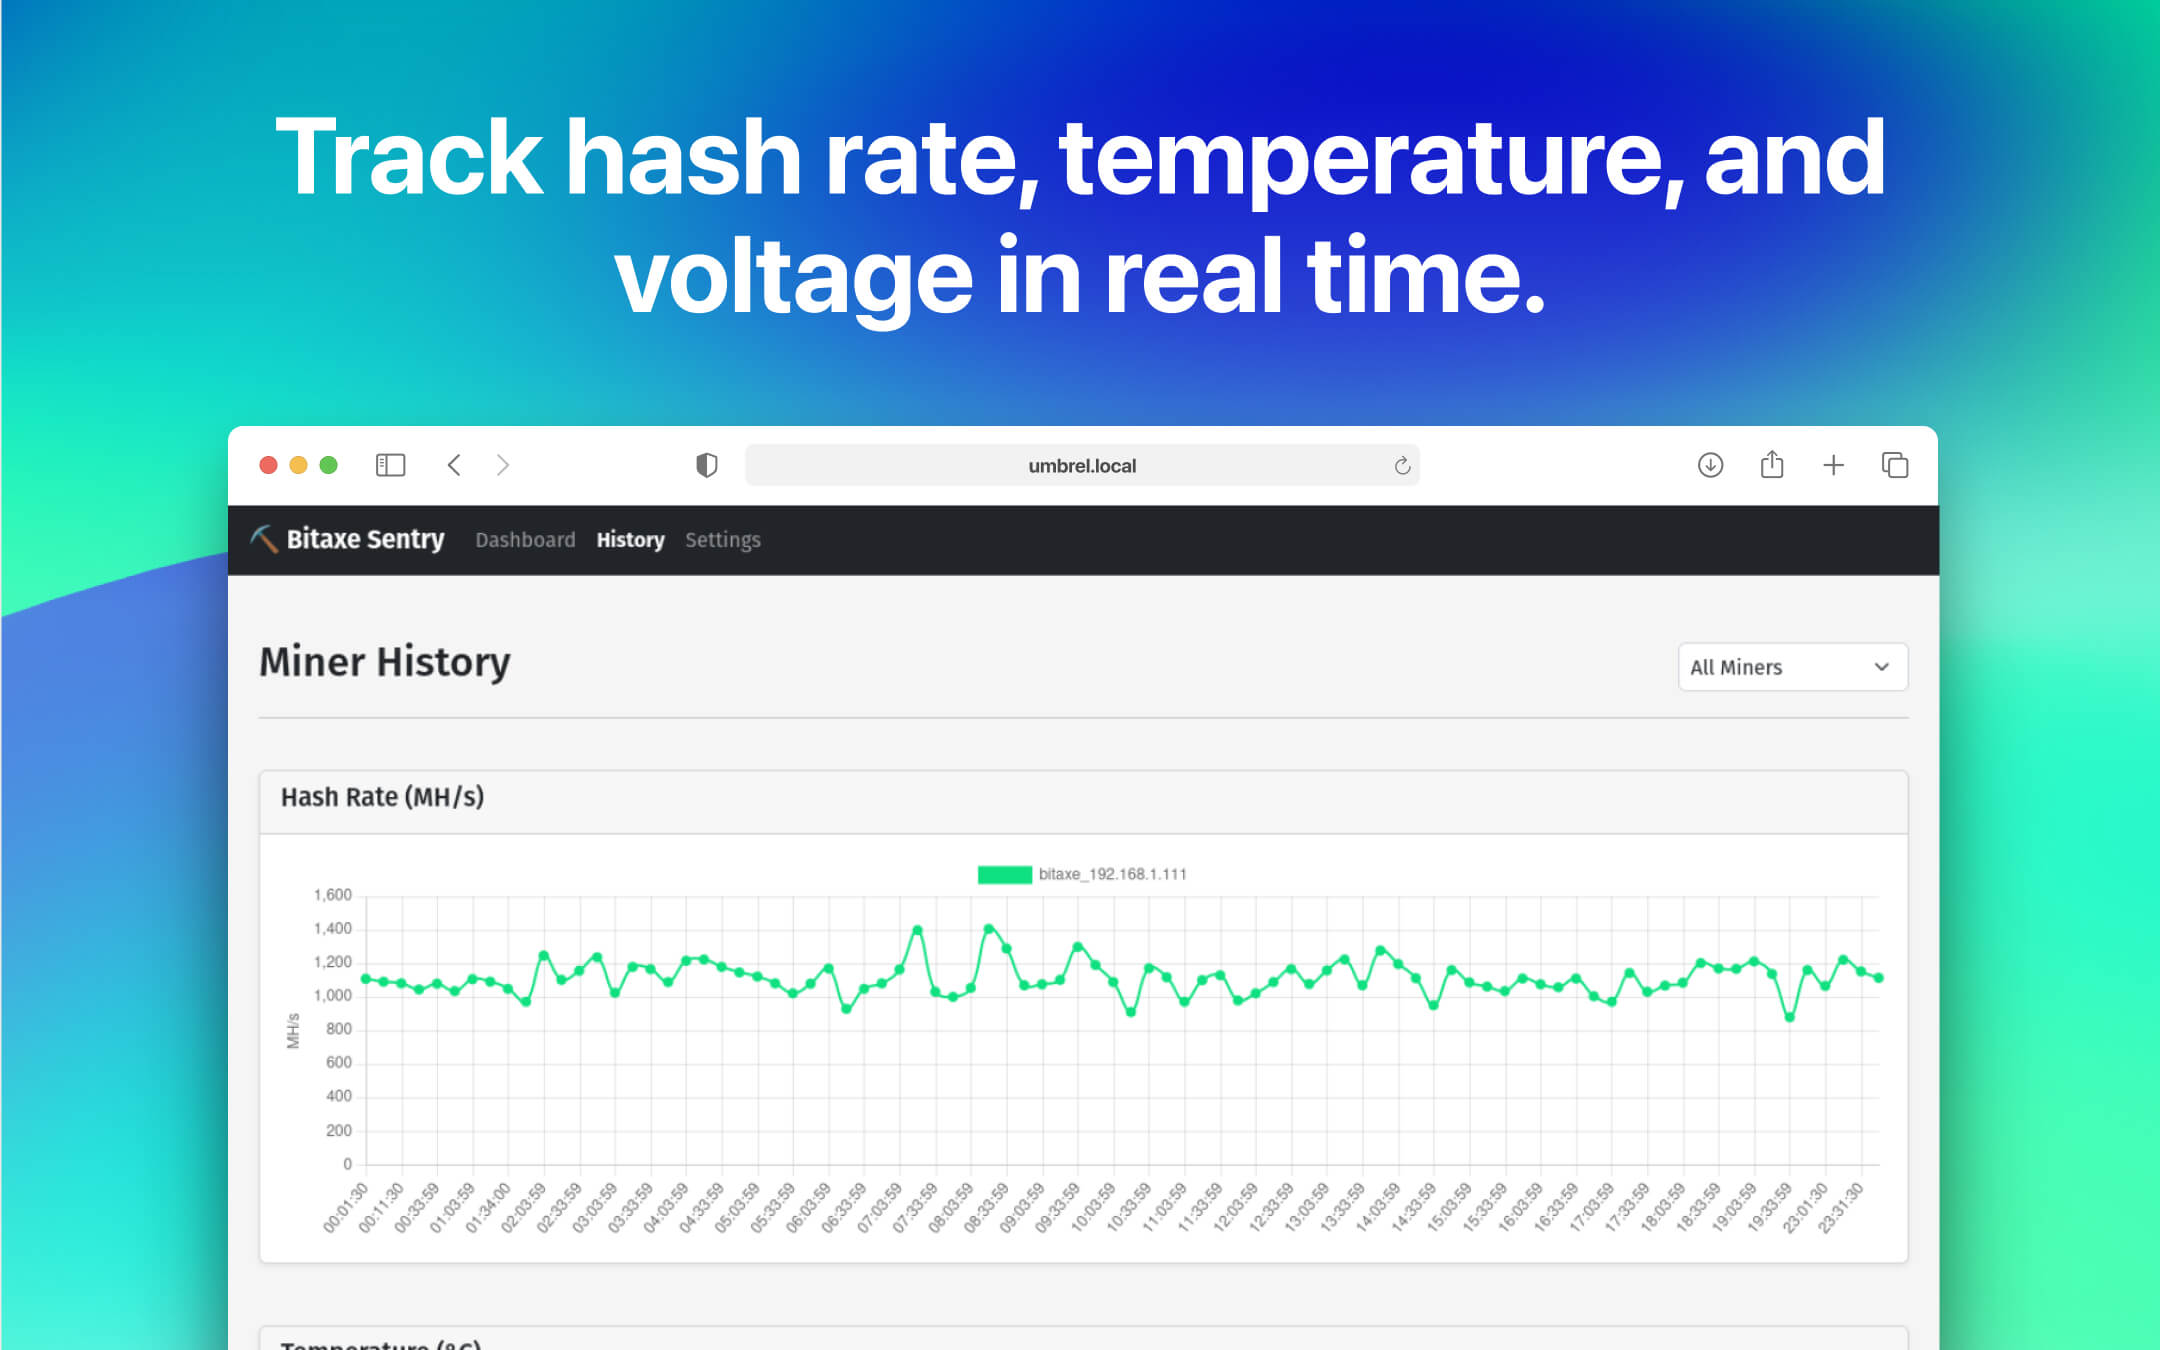 Track hash rate, temperature, and
voltage in real time.
umbrel.local
Bitaxe Sentry Dashboard History Settings
Miner History
All Miners
Hash Rate (MH/s)
bitaxe_192.168.1.111
1,600
1,400
1,200
1,000
800
600
400
200
0
MH/s
00:01:30 00:11:30 00:33:59 01:03:59 01:34:00 02:03:59 02:33:59 03:03:59 03:33:59 04:03:59 04:33:59 05:03:59 05:33:59 06:03:59 06:33:59 07:03:59 07:33:59 08:03:59 08:33:59 09:03:59 09:33:59 10:03:59 10:33:59 11:03:59 11:33:59 12:03:59 12:33:59 13:03:59 13:33:59 14:03:59 14:33:59 15:03:59 15:33:59 16:03:59 16:33:59 17:03:59 17:33:59 18:03:59 18:33:59 19:03:59 19:33:59 23:01:30 23:31:30
Temperature (°C)